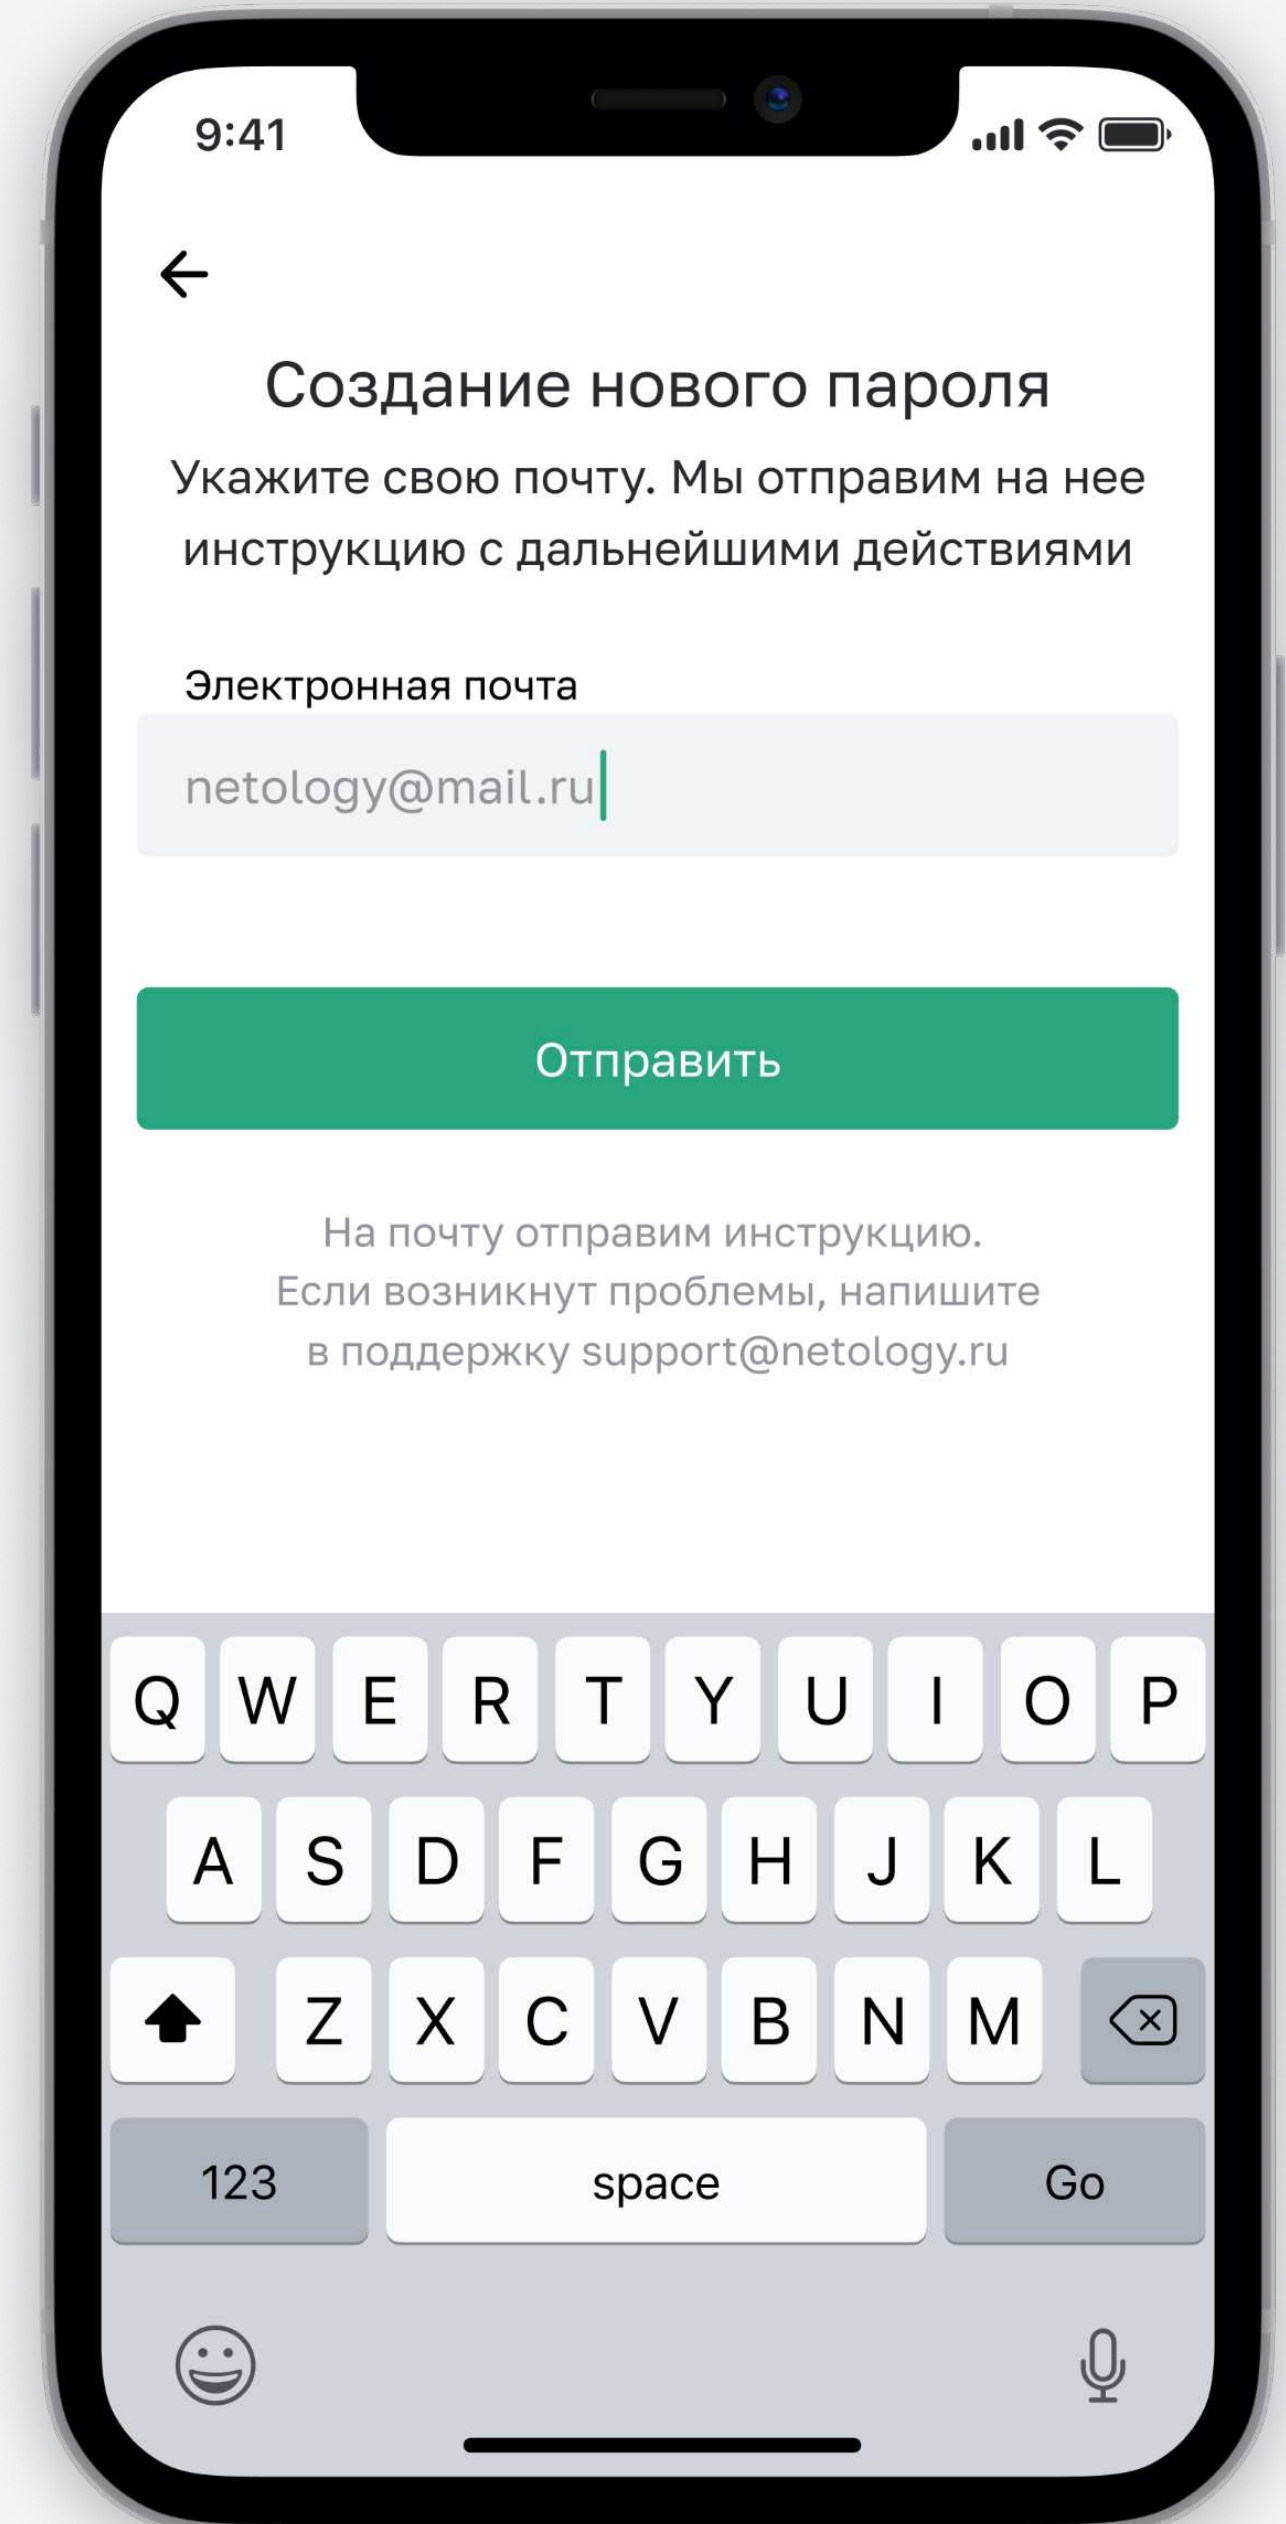 9:41
Создание нового пароля
Укажите свою почту. Мы отправим на нее
инструкцию с дальнейшими действиями
Электронная почта
netology@mail.ru
Отправить
На почту отправим инструкцию.
Если возникнут проблемы, напишите
в поддержку support@netology.ru
Q W E R T Y U I O P
A S D F G H J K L
Z X C V B N M
123 space Go